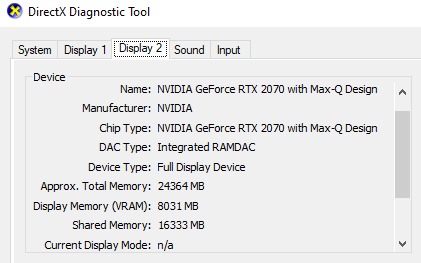 DirectX Diagnostic Tool
System Display 1 Display 2 Sound Input
Device
Name: NVIDIA GeForce RTX 2070 with Max-Q Design
Manufacturer: NVIDIA
Chip Type: NVIDIA GeForce RTX 2070 with Max-Q Design
DAC Type: Integrated RAMDAC
Device Type: Full Display Device
Approx. Total Memory: 24364 MB
Display Memory (VRAM): 8031 MB
Shared Memory: 16333 MB
Current Display Mode: n/a